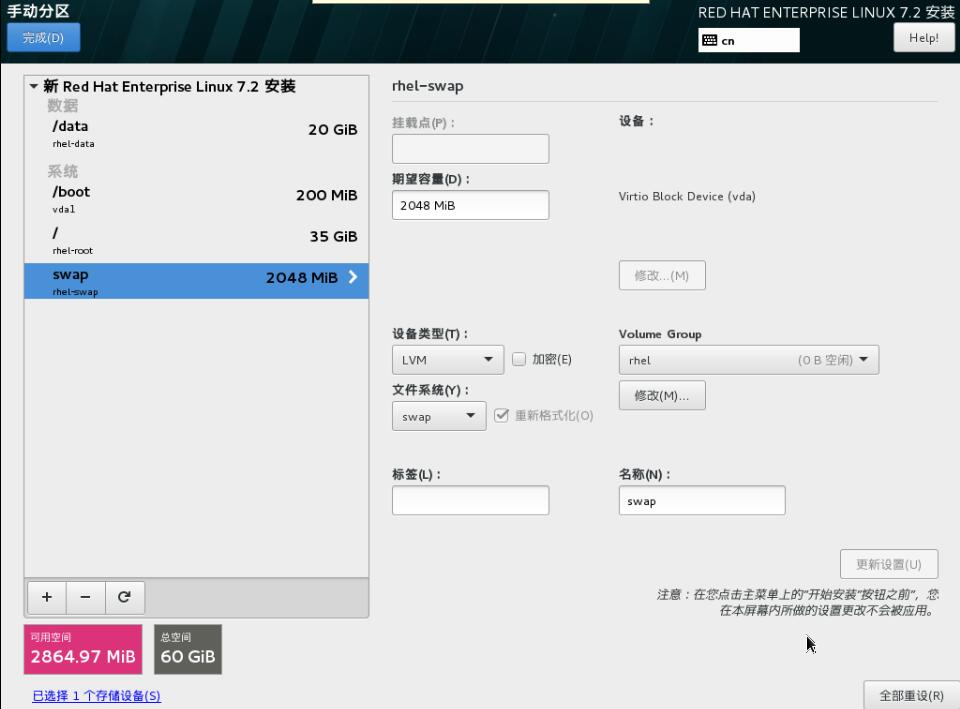 手动分区
RED HAT ENTERPRISE LINUX 7.2 安装
完成(D)
cn
Help!
新 Red Hat Enterprise Linux 7.2 安装
数据
/data
20 GiB
rhel-data
系统
/boot
200 MiB
vda1
/
35 GiB
rhel-root
swap
2048 MiB
rhel-swap
rhel-swap
挂载点(P)：
设备：
期望容量(D)：
2048 MiB
Virtio Block Device (vda)
修改...(M)
设备类型(T)：
Volume Group
LVM
加密(E)
rhel
(0 B 空闲)
文件系统(Y)：
修改(M)...
swap
重新格式化(O)
标签(L)：
名称(N)：
swap
更新设置(U)
注意：在您点击主菜单上的"开始安装"按钮之前"，您
在本屏幕内所做的设置更改不会被应用。
可用空间
2864.97 MiB
总空间
60 GiB
已选择 1 个存储设备(S)
全部重设(R)